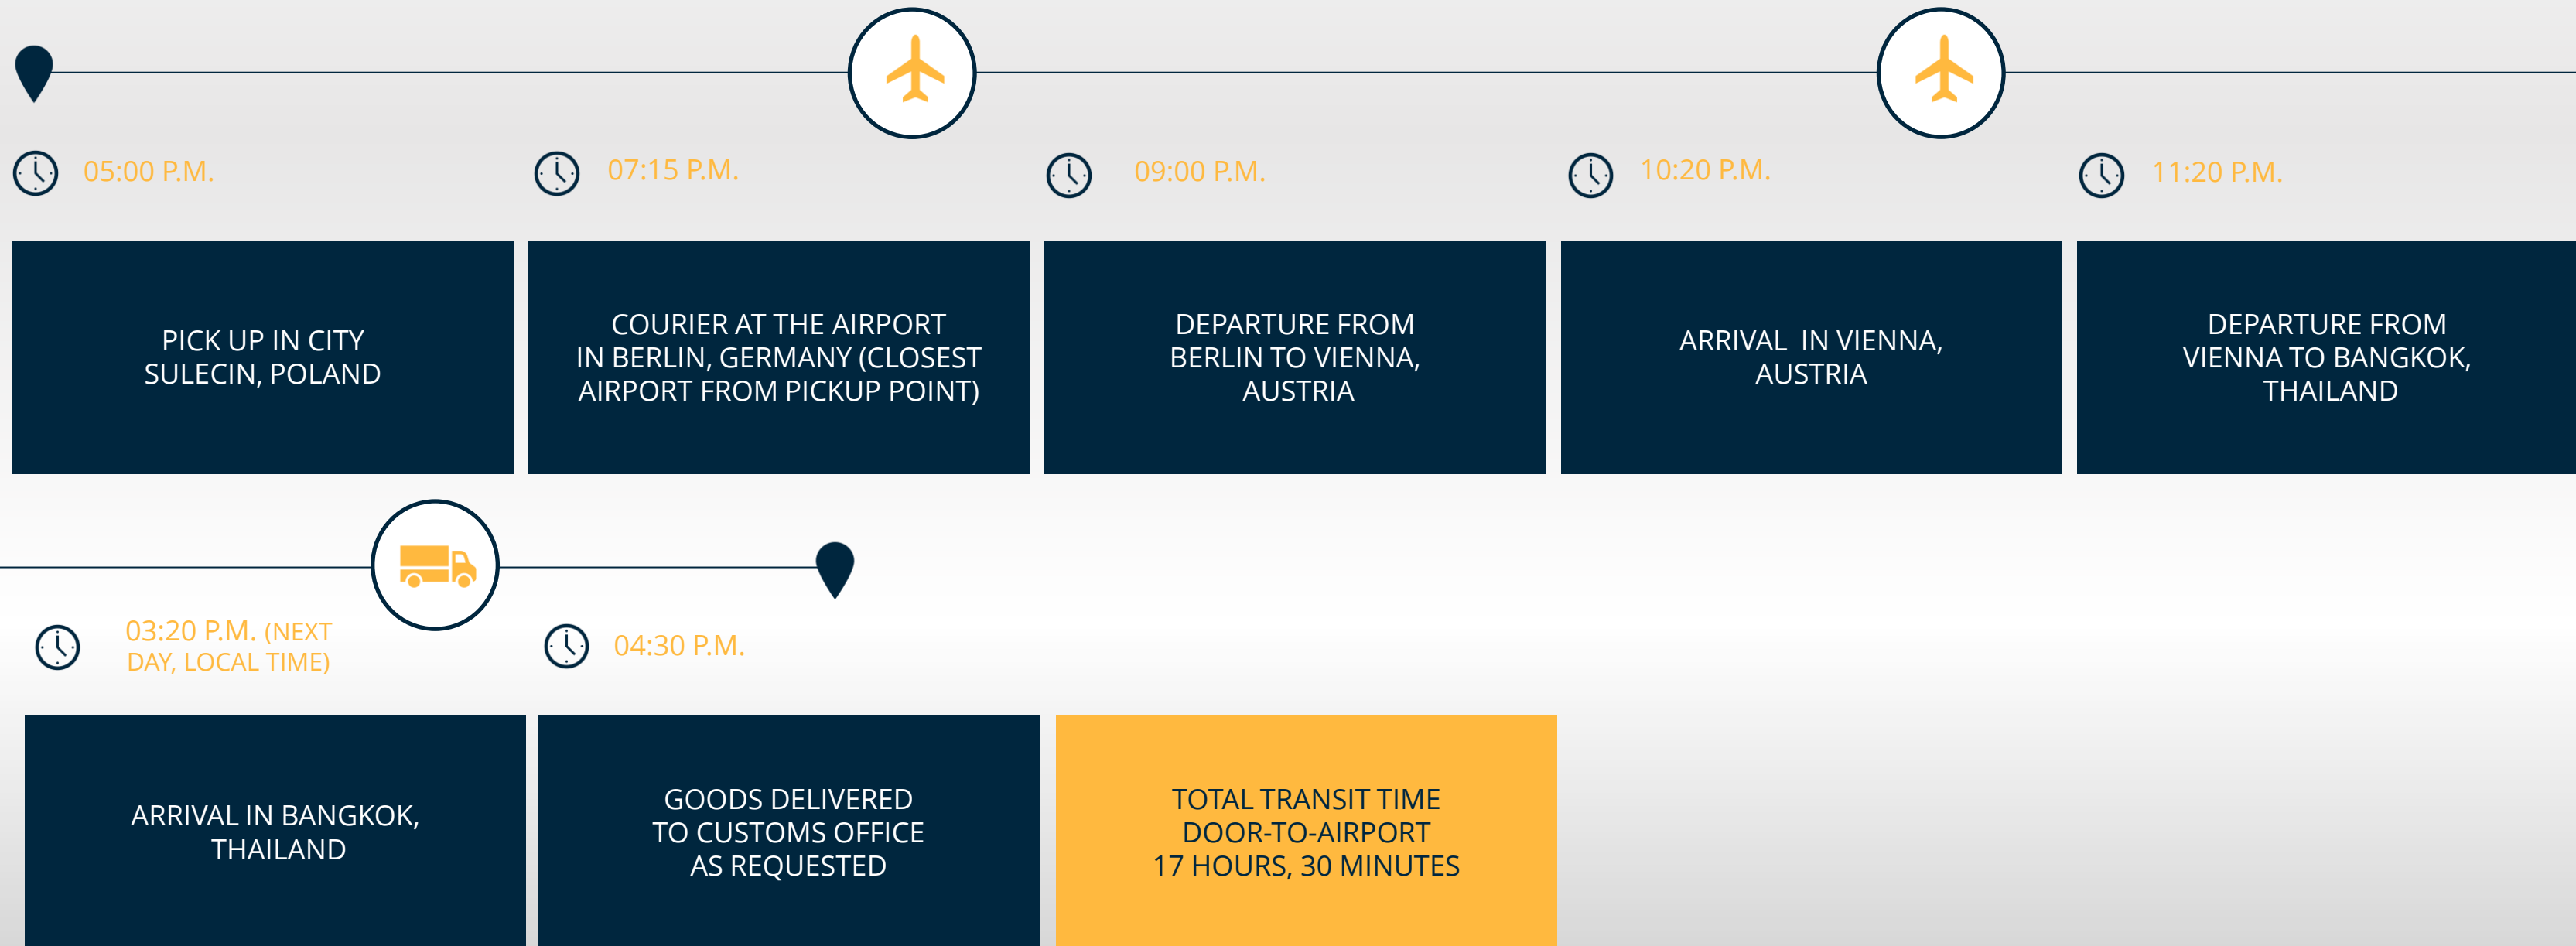 05:00 P.M.
07:15 P.M.
09:00 P.M.
10:20 P.M.
11:20 P.M.
PICK UP IN CITY
SULECIN, POLAND
COURIER AT THE AIRPORT
IN BERLIN, GERMANY (CLOSEST
AIRPORT FROM PICKUP POINT)
DEPARTURE FROM
BERLIN TO VIENNA,
AUSTRIA
ARRIVAL IN VIENNA,
AUSTRIA
DEPARTURE FROM
VIENNA TO BANGKOK,
THAILAND
03:20 P.M. (NEXT
DAY, LOCAL TIME)
04:30 P.M.
ARRIVAL IN BANGKOK,
THAILAND
GOODS DELIVERED
TO CUSTOMS OFFICE
AS REQUESTED
TOTAL TRANSIT TIME
DOOR-TO-AIRPORT
17 HOURS, 30 MINUTES